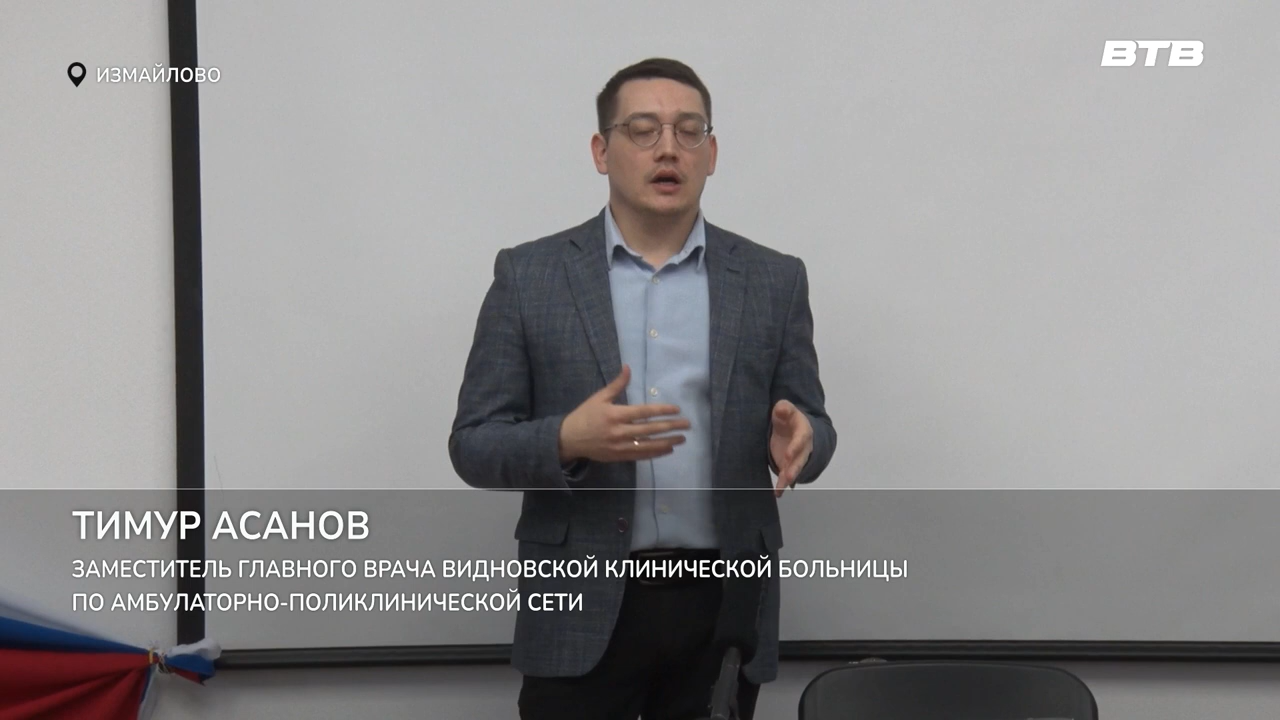 ИЗМАЙЛОВО
ВТВ
ТИМУР АСАНОВ
ЗАМЕСТИТЕЛЬ ГЛАВНОГО ВРАЧА ВИДНОВСКОЙ КЛИНИЧЕСКОЙ БОЛЬНИЦЫ
ПО АМБУЛАТОРНО-ПОЛИКЛИНИЧЕСКОЙ СЕТИ